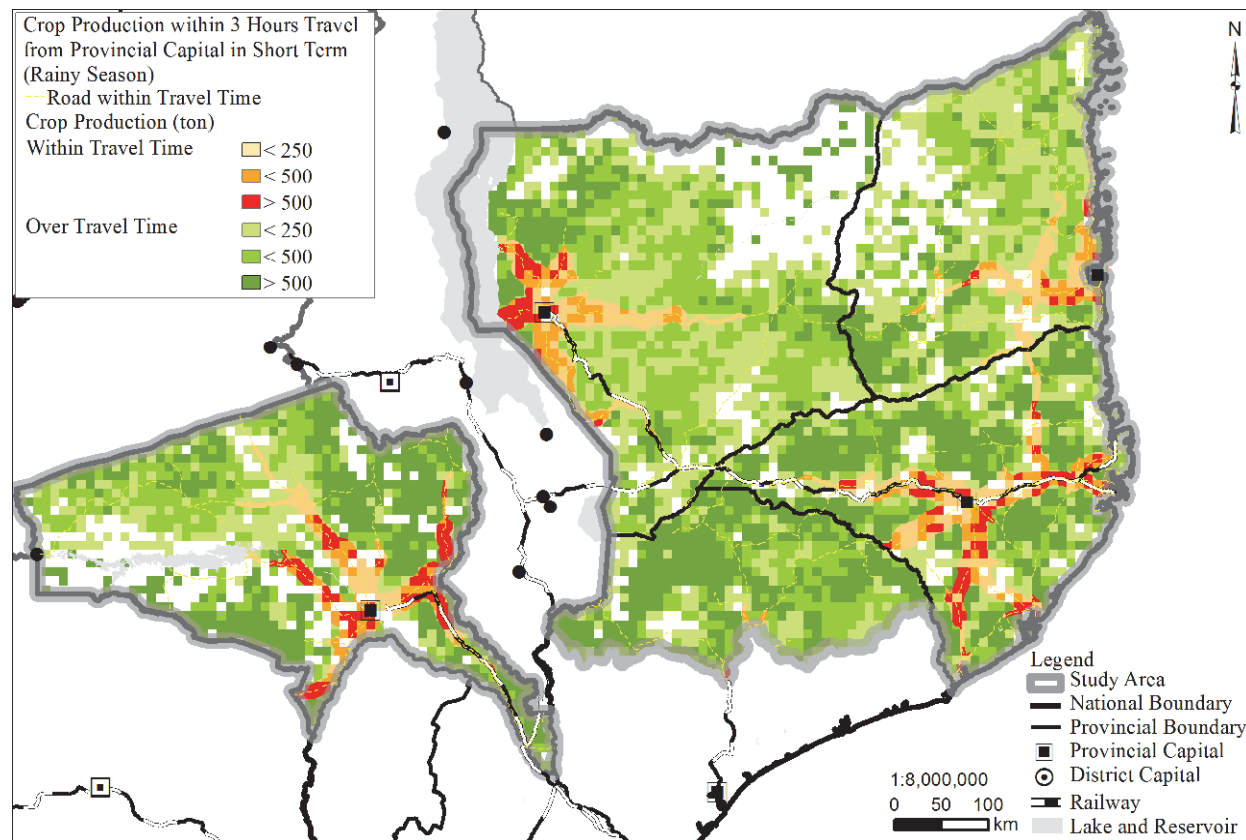 Crop Production within 3 Hours Travel
from Provincial Capital in Short Term
(Rainy Season)
Road within Travel Time
Crop Production (ton)
Within Travel Time
< 250
< 500
> 500
Over Travel Time
< 250
< 500
> 500
N
Legend
Study Area
National Boundary
Provincial Boundary
Provincial Capital
District Capital
Railway
Lake and Reservoir
1:8,000,000
0 50 100
km